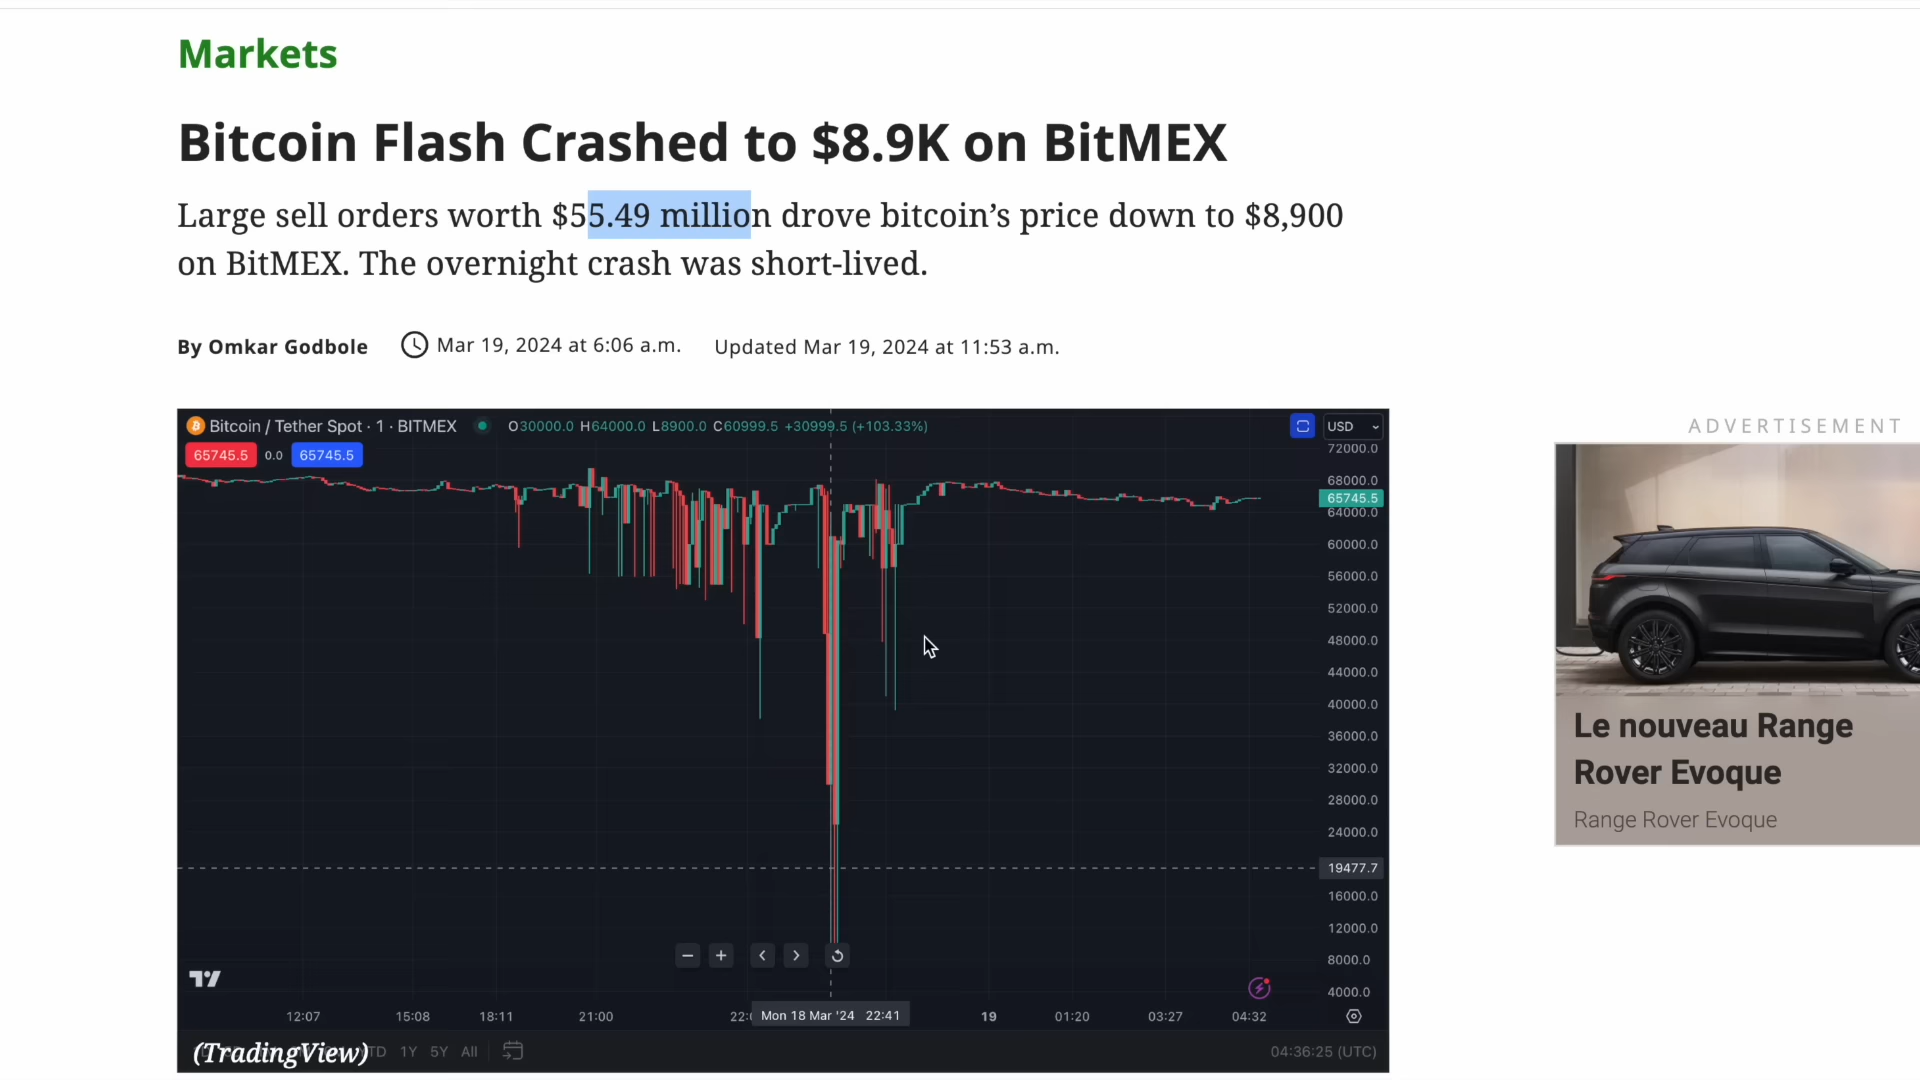 Markets
Bitcoin Flash Crashed to $8.9K on BitMEX
Large sell orders worth $55.49 million drove bitcoin’s price down to $8,900
on BitMEX. The overnight crash was short-lived.
By Omkar Godbole Mar 19, 2024 at 6:06 a.m. Updated Mar 19, 2024 at 11:53 a.m.
Bitcoin / Tether Spot · 1 · BITMEX O30000.0 H64000.0 L8900.0 C60999.5 +30999.5 (+103.33%) USD
65745.5 0.0 65745.5
72000.0
68000.0
65745.5
64000.0
60000.0
56000.0
52000.0
48000.0
44000.0
40000.0
36000.0
32000.0
28000.0
24000.0
19477.7
16000.0
12000.0
8000.0
4000.0
12:07 15:08 18:11 21:00 22: Mon 18 Mar '24 22:41 19 01:20 03:27 04:32
(TradingView) TD 1Y 5Y All 04:36:25 (UTC)
ADVERTISEMENT
Le nouveau Range
Rover Evoque
Range Rover Evoque